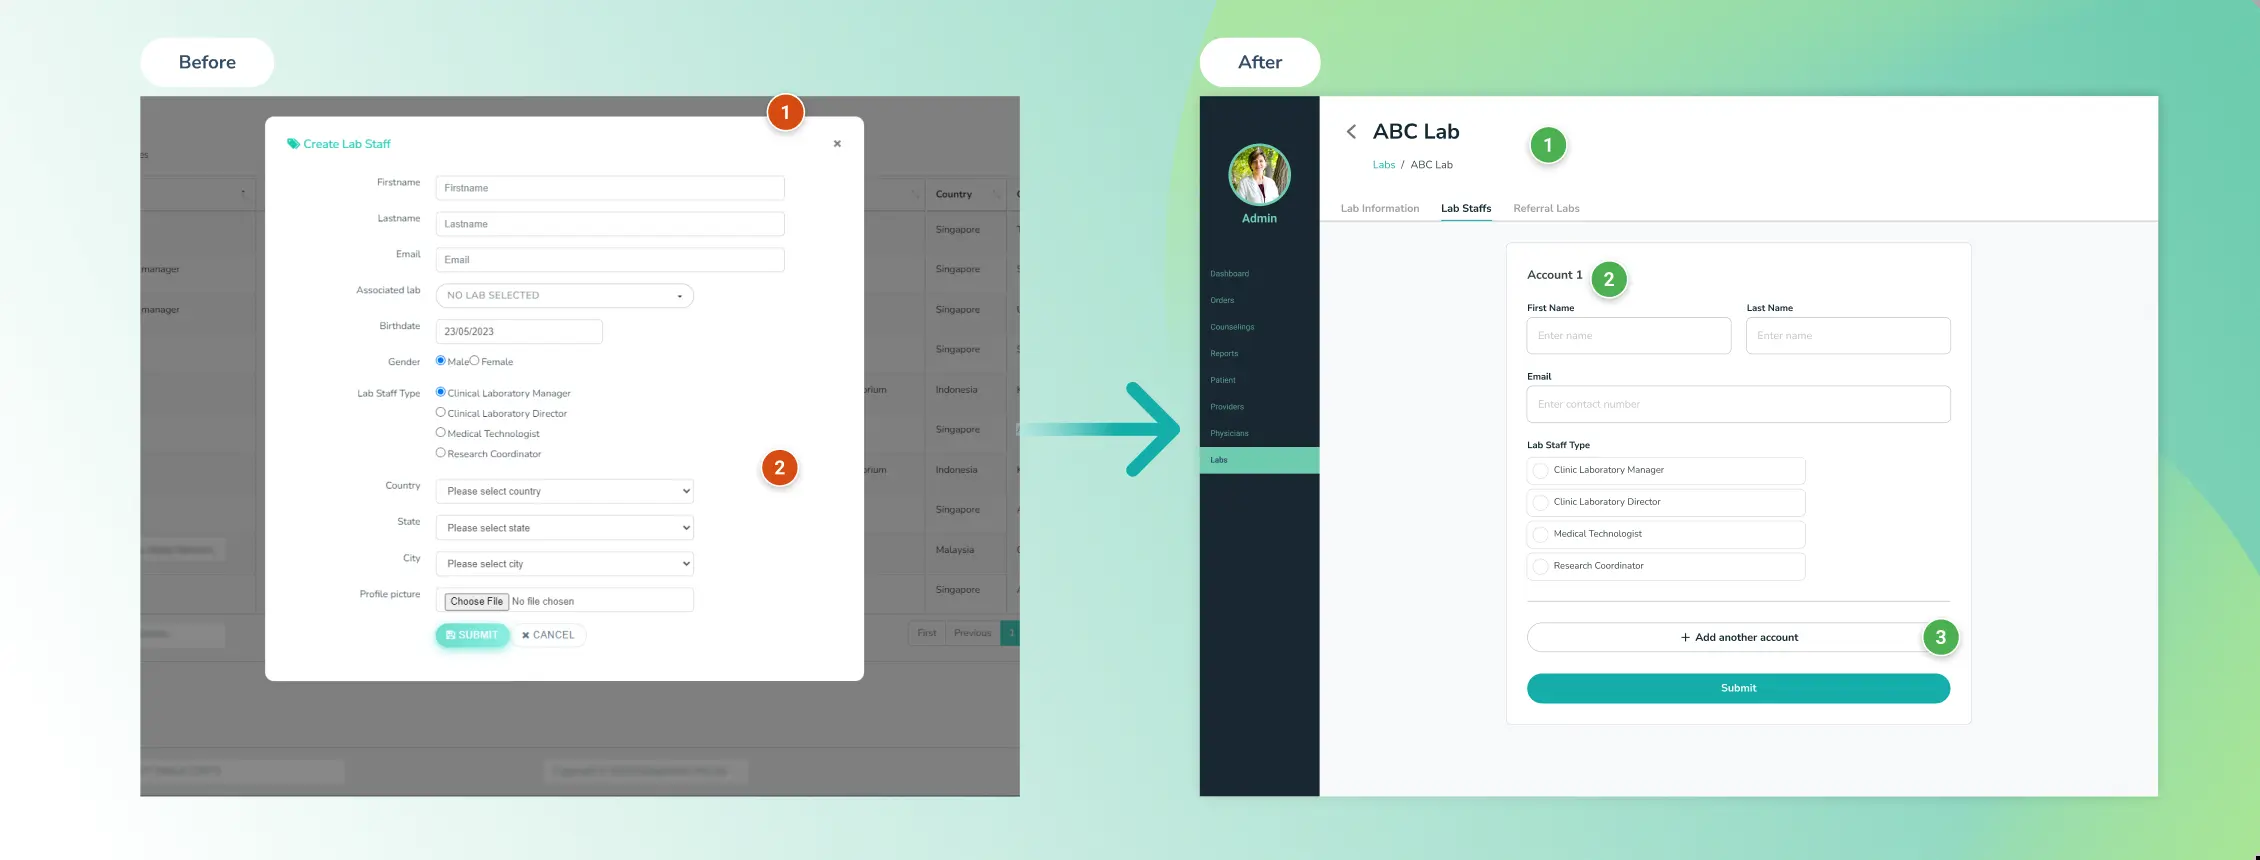 Before
1
Create Lab Staff
×
Firstname
Firstname
Lastname
Lastname
Email
Email
Associated lab
NO LAB SELECTED
Birthdate
23/05/2023
Gender
Male Female
Lab Staff Type
Clinical Laboratory Manager
Clinical Laboratory Director
Medical Technologist
Research Coordinator
2
Country
Please select country
State
Please select state
City
Please select city
Profile picture
Choose File No file chosen
SUBMIT
CANCEL
es
manager
manager
Country
Singapore
Singapore
Singapore
Singapore
orium Indonesia
Singapore
orium Indonesia
Singapore
Malaysia
Singapore
First Previous 1
After
Admin
Dashboard
Orders
Counselings
Reports
Patient
Providers
Physicians
Labs
ABC Lab
1
Labs / ABC Lab
Lab Information Lab Staffs Referral Labs
Account 1
2
First Name Last Name
Enter name Enter name
Email
Enter contact number
Lab Staff Type
Clinic Laboratory Manager
Clinic Laboratory Director
Medical Technologist
Research Coordinator
+ Add another account
3
Submit